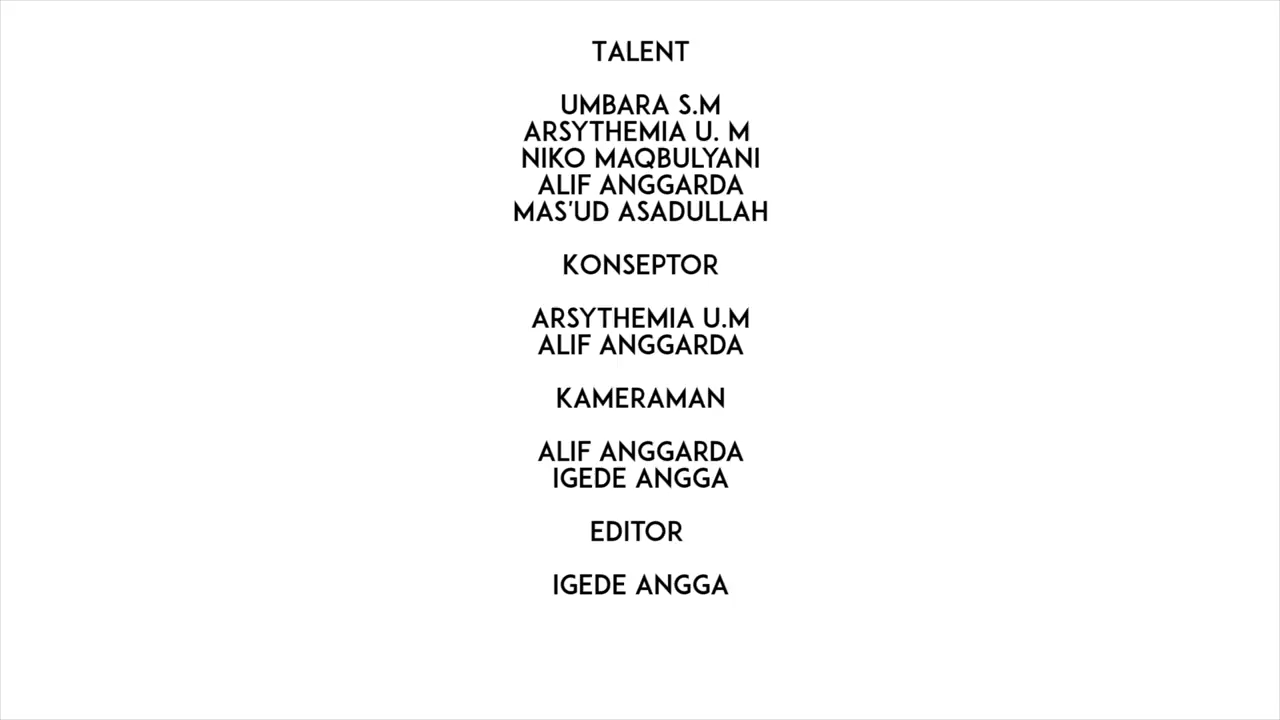 TALENT
UMBARA S.M
ARSYTHEMIA U. M
NIKO MAQBULYANI
ALIF ANGGARDA
MAS'UD ASADULLAH
KONSEPTOR
ARSYTHEMIA U.M
ALIF ANGGARDA
KAMERAMAN
ALIF ANGGARDA
IGEDE ANGGA
EDITOR
IGEDE ANGGA